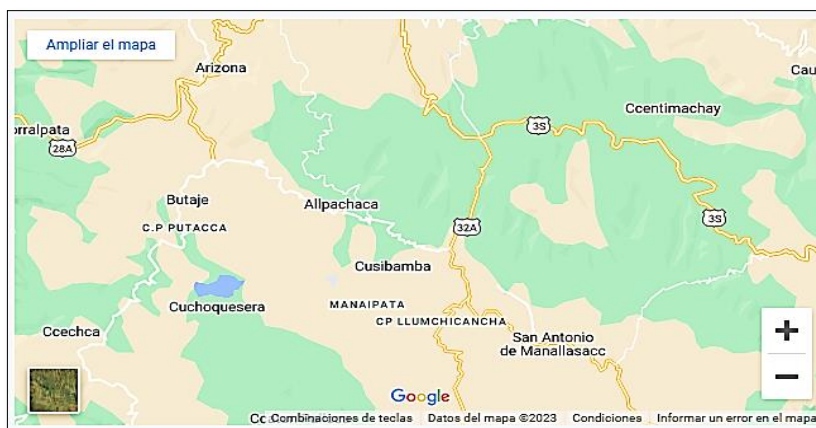 Ampliar el mapa
Arizona
Cau
Ccentimachay
3S
orralpata
28A
Butaje
Allpachaca
C.P PUTACCA
32A
3S
Cusibamba
Cuchoquesera
MANAIPATA
CP LLUMCHICANCHA
Ccechca
San Antonio
de Manallasacc
+
−
Google
Combinaciones de teclas
Datos del mapa ©2023
Condiciones
Informar un error en el mapa